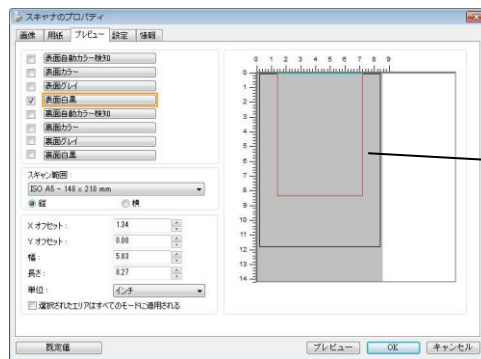 スキャナのプロパティ
画像 用紙 プレビュー 設定 情報
表面自動カラー検知
表面カラー
表面グレイ
表面白黒
裏面自動カラー検知
裏面カラー
裏面グレイ
裏面白黒
スキャン範囲:
ISO A5 - 148 x 210 mm
縦 横
X オフセット: 1.34
Y オフセット: 0.00
幅: 5.83
長さ: 8.27
単位: インチ
選択されたエリアはすべてのモードに適用される
0 1 2 3 4 5 6 7 8 9
0
1
2
3
4
5
6
7
8
9
10
11
12
13
14
既定値 プレビュー OK キャンセル